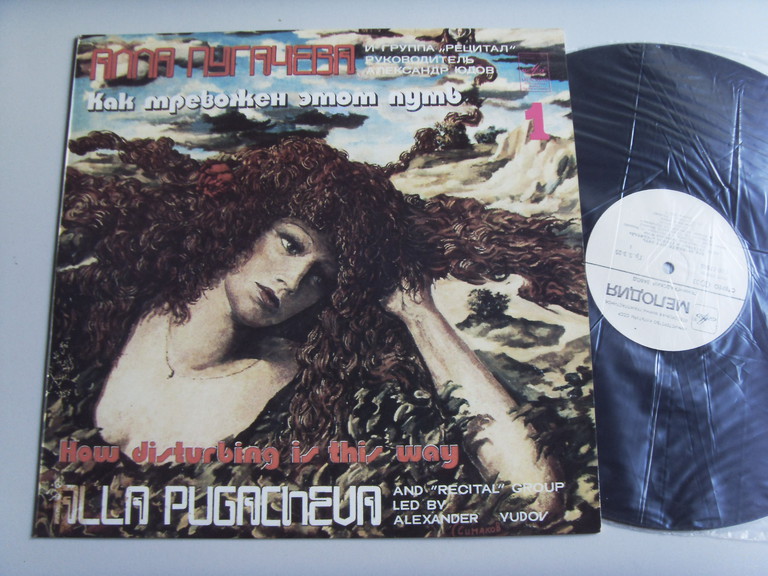 АЛЛА ПУГАЧЕВА
И ГРУППА „РЕЦИТАЛ"
РУКОВОДИТЕЛЬ
АЛЕКСАНДР ЮДОВ
Как тревожен этот путь
1
How disturbing is this way
ALLA PUGACHEVA
AND "RECITAL" GROUP
LED BY
ALEXANDER YUDOV
Симаков
МЕЛОДИЯ